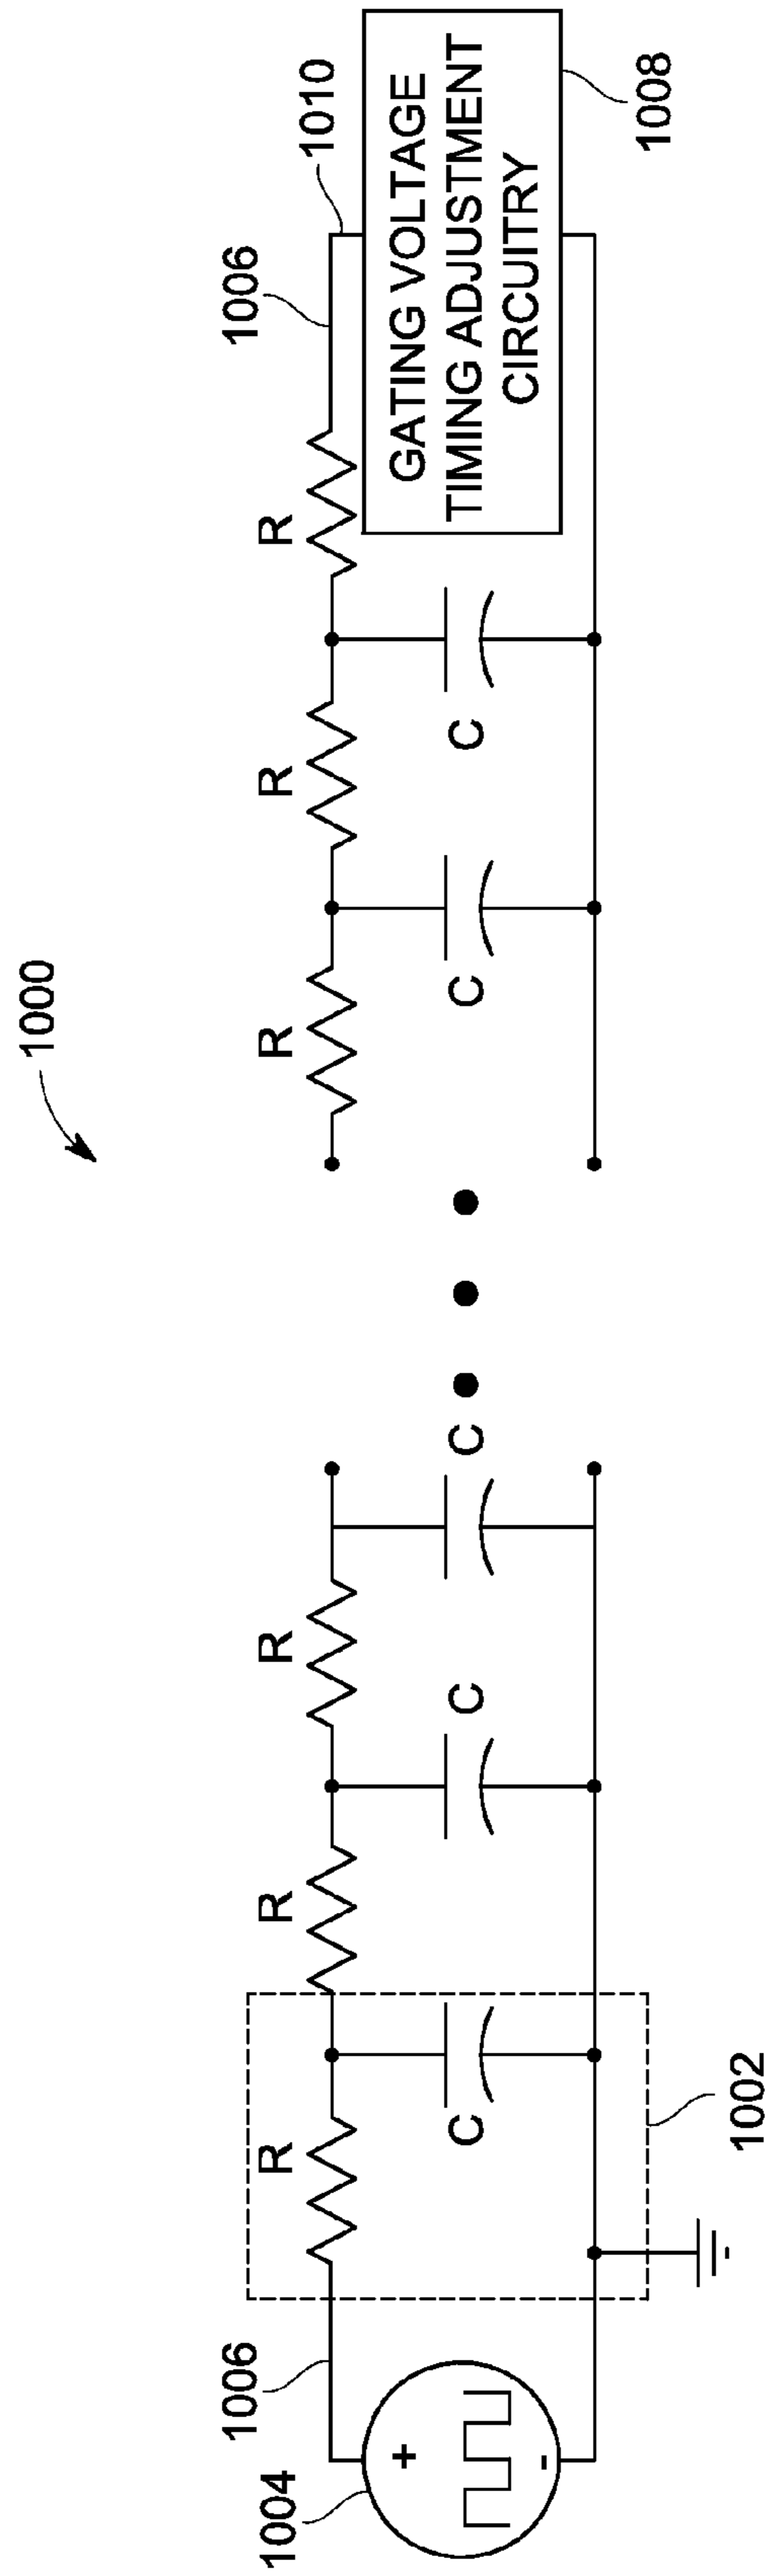 1000
1004
1006
R
R
R
R
R
R
1006
1010
+
-
C
C
C
C
C
GATING VOLTAGE
TIMING ADJUSTMENT
CIRCUITRY
1002
1008